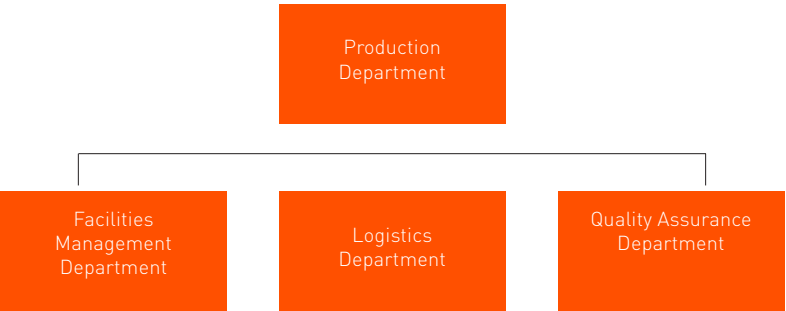 Production
Department
Facilities
Management
Department
Logistics
Department
Quality Assurance
Department